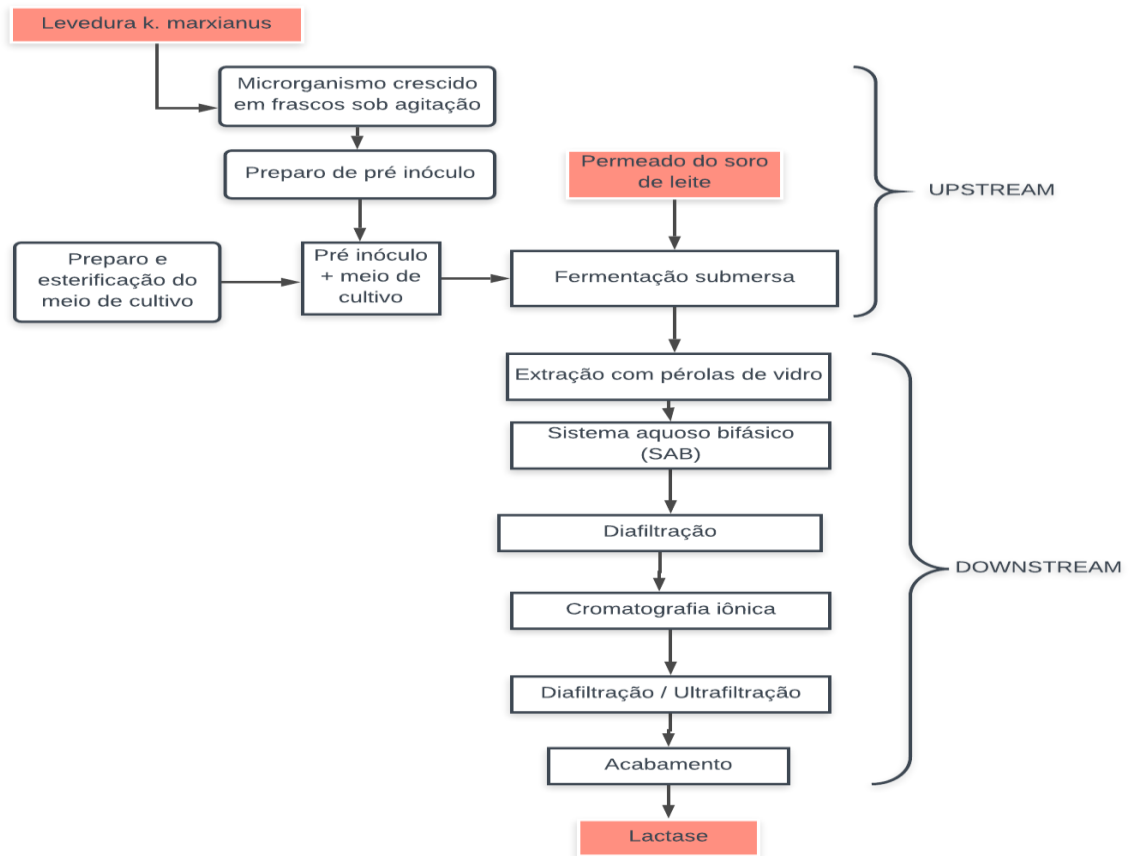 Levedura k. marxianus
Microrganismo crescido
em frascos sob agitação
Preparo de pré inóculo
Permeado do soro
de leite
UPSTREAM
Preparo e
esterificação do
meio de cultivo
Pré inóculo
+ meio de
cultivo
Fermentação submersa
Extração com pérolas de vidro
Sistema aquoso bifásico
(SAB)
Diafiltração
DOWNSTREAM
Cromatografia iônica
Diafiltração / Ultrafiltração
Acabamento
Lactase